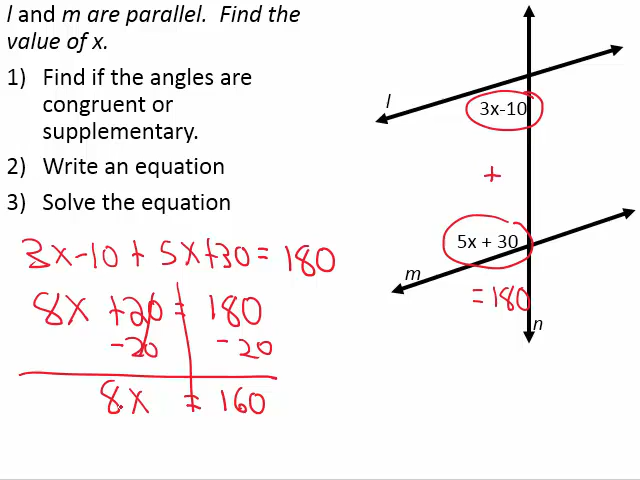 l and m are parallel. Find the
value of x.
1) Find if the angles are
congruent or
supplementary.
2) Write an equation
3) Solve the equation
3x-10 + 5x+30 = 180
8x +20 = 180
-20 -20
8x = 160
l
3x-10
+
5x + 30
m
= 180
n